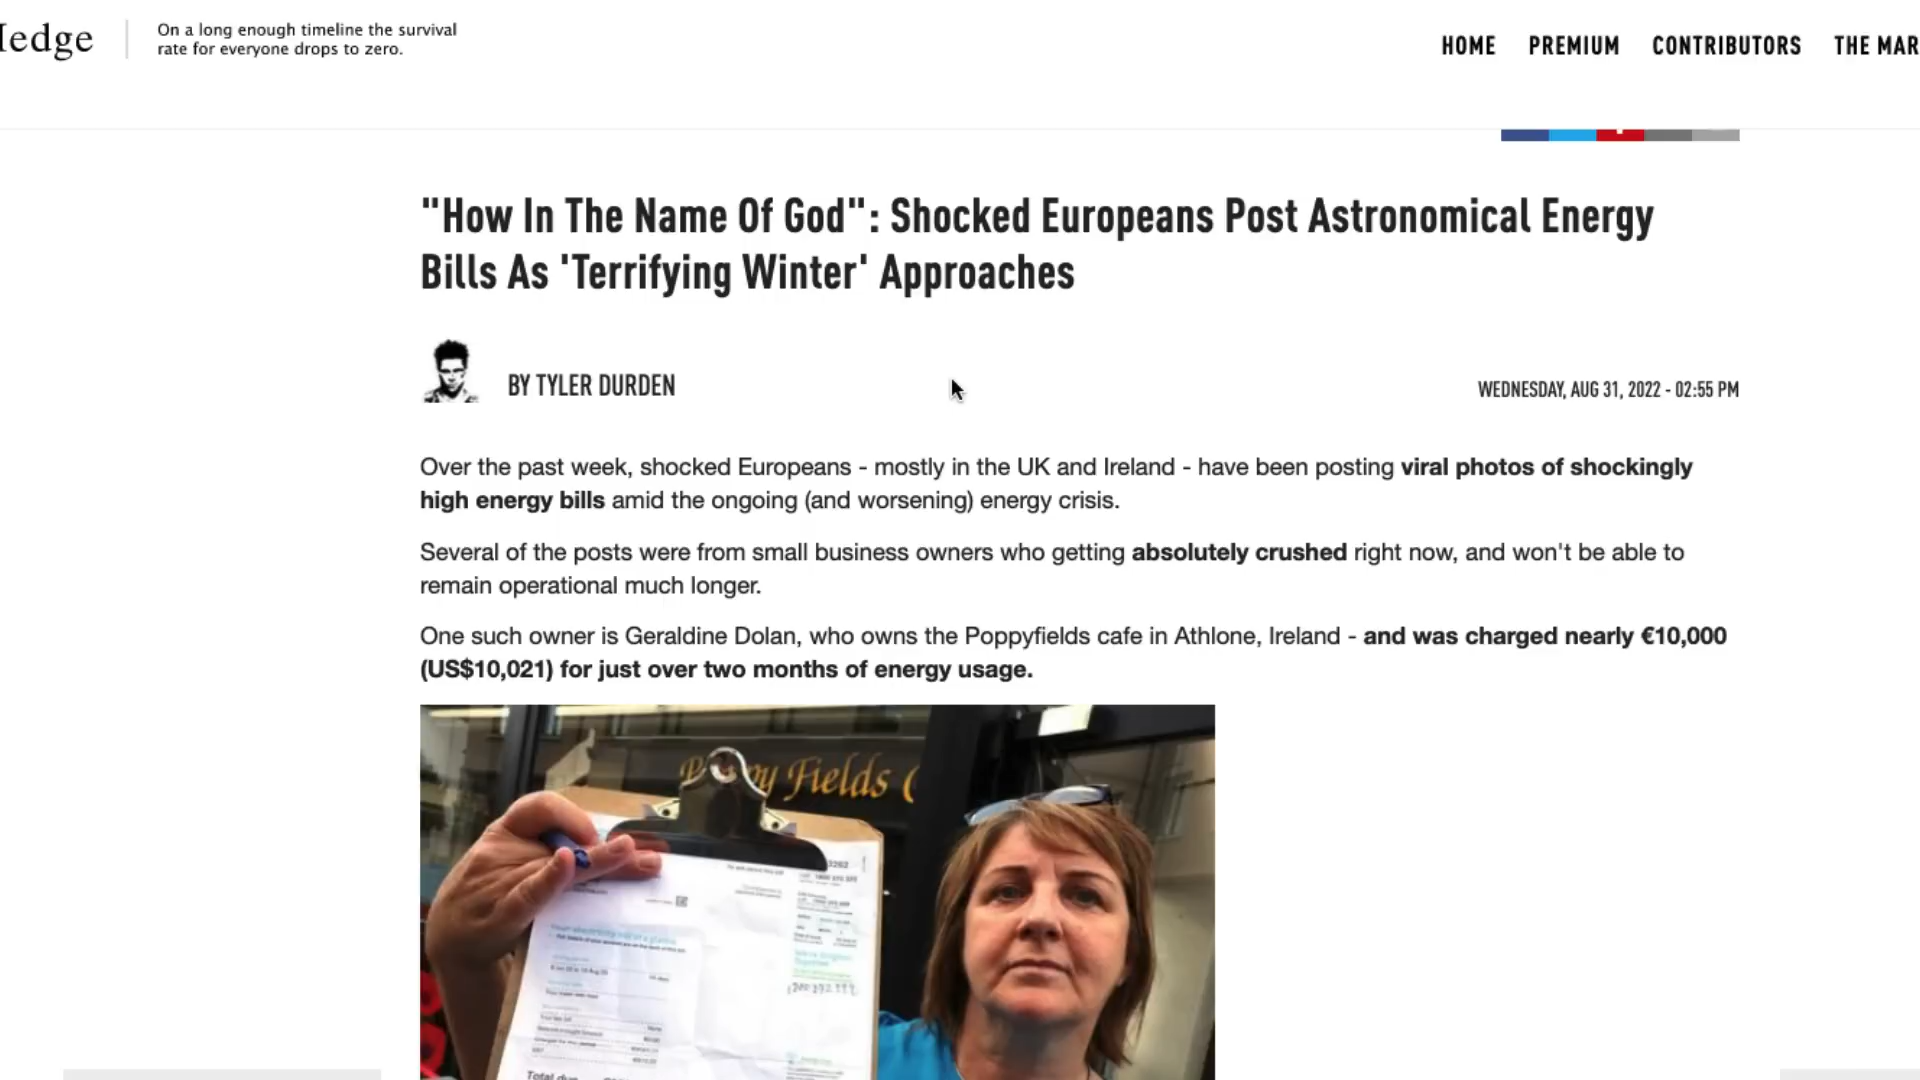 edge
On a long enough timeline the survival
rate for everyone drops to zero.
HOME PREMIUM CONTRIBUTORS THE MAR
"How In The Name Of God": Shocked Europeans Post Astronomical Energy
Bills As 'Terrifying Winter' Approaches
BY TYLER DURDEN
WEDNESDAY, AUG 31, 2022 - 02:55 PM
Over the past week, shocked Europeans - mostly in the UK and Ireland - have been posting viral photos of shockingly
high energy bills amid the ongoing (and worsening) energy crisis.
Several of the posts were from small business owners who getting absolutely crushed right now, and won't be able to
remain operational much longer.
One such owner is Geraldine Dolan, who owns the Poppyfields cafe in Athlone, Ireland - and was charged nearly €10,000
(US$10,021) for just over two months of energy usage.
Fields
Total due